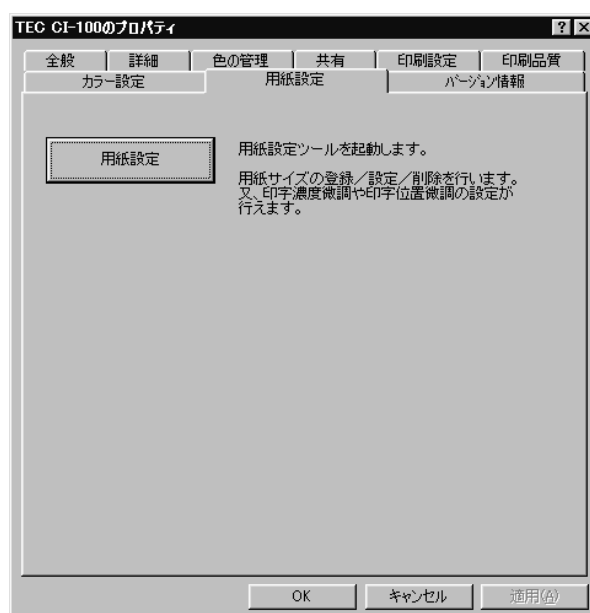 TEC CI-100のプロパティ
全般 詳細 色の管理 共有 印刷設定 印刷品質
カラー設定 用紙設定 バージョン情報
用紙設定
用紙設定ツールを起動します。
用紙サイズの登録／設定／削除を行います。
又、印字濃度微調や印字位置微調の設定が
行えます。
OK キャンセル 適用(A)